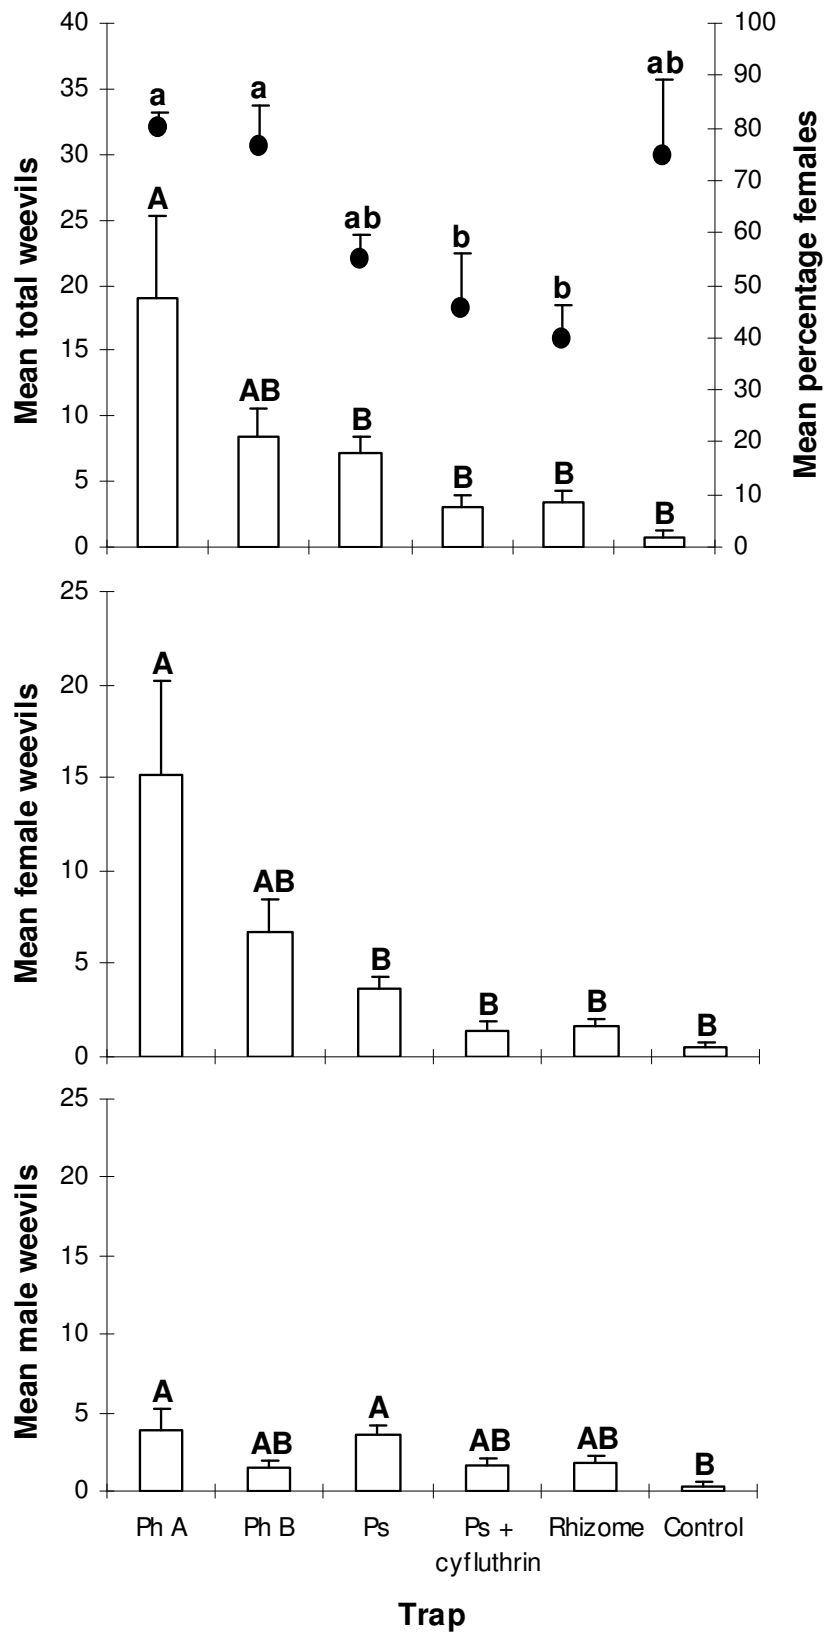 Mean total weevils
40
35
30
25
20
15
10
5
0
a
a
ab
b
b
ab
A
AB
B
B
B
B
100
90
80
70
60
50
40
30
20
10
0
Mean percentage females
Mean female weevils
25
20
15
10
5
0
A
AB
B
B
B
B
Mean male weevils
25
20
15
10
5
0
A
AB
A
AB
AB
B
Ph A Ph B Ps Ps + Rhizome Control
cyfluthrin
Trap